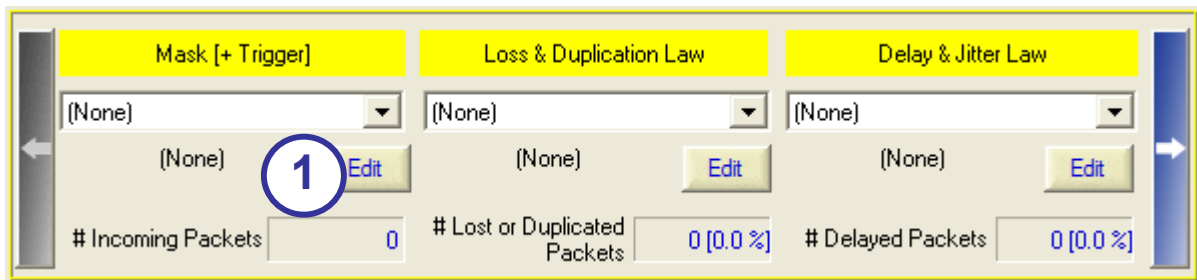 Mask [+ Trigger] Loss & Duplication Law Delay & Jitter Law
(None) (None) (None)
(None) 1 Edit (None) Edit (None) Edit
# Incoming Packets 0 # Lost or Duplicated Packets 0 [0.0 %] # Delayed Packets 0 [0.0 %]